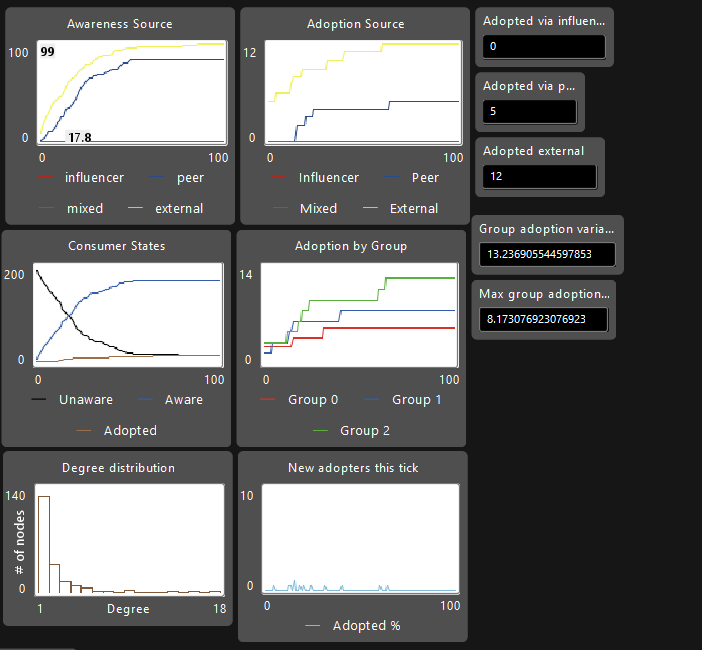 Awareness Source
100
99
17.8
0
0
100
influencer
peer
mixed
external
Adoption Source
12
0
0
100
Influencer
Peer
Mixed
External
Adopted via influen...
0
Adopted via p...
5
Adopted external
12
Group adoption varia...
13.236905544597853
Max group adoption...
8.173076923076923
Consumer States
200
0
0
100
Unaware
Aware
Adopted
Adoption by Group
14
0
0
100
Group 0
Group 1
Group 2
Degree distribution
140
# of nodes
0
1
Degree
18
New adopters this tick
10
0
0
100
Adopted %